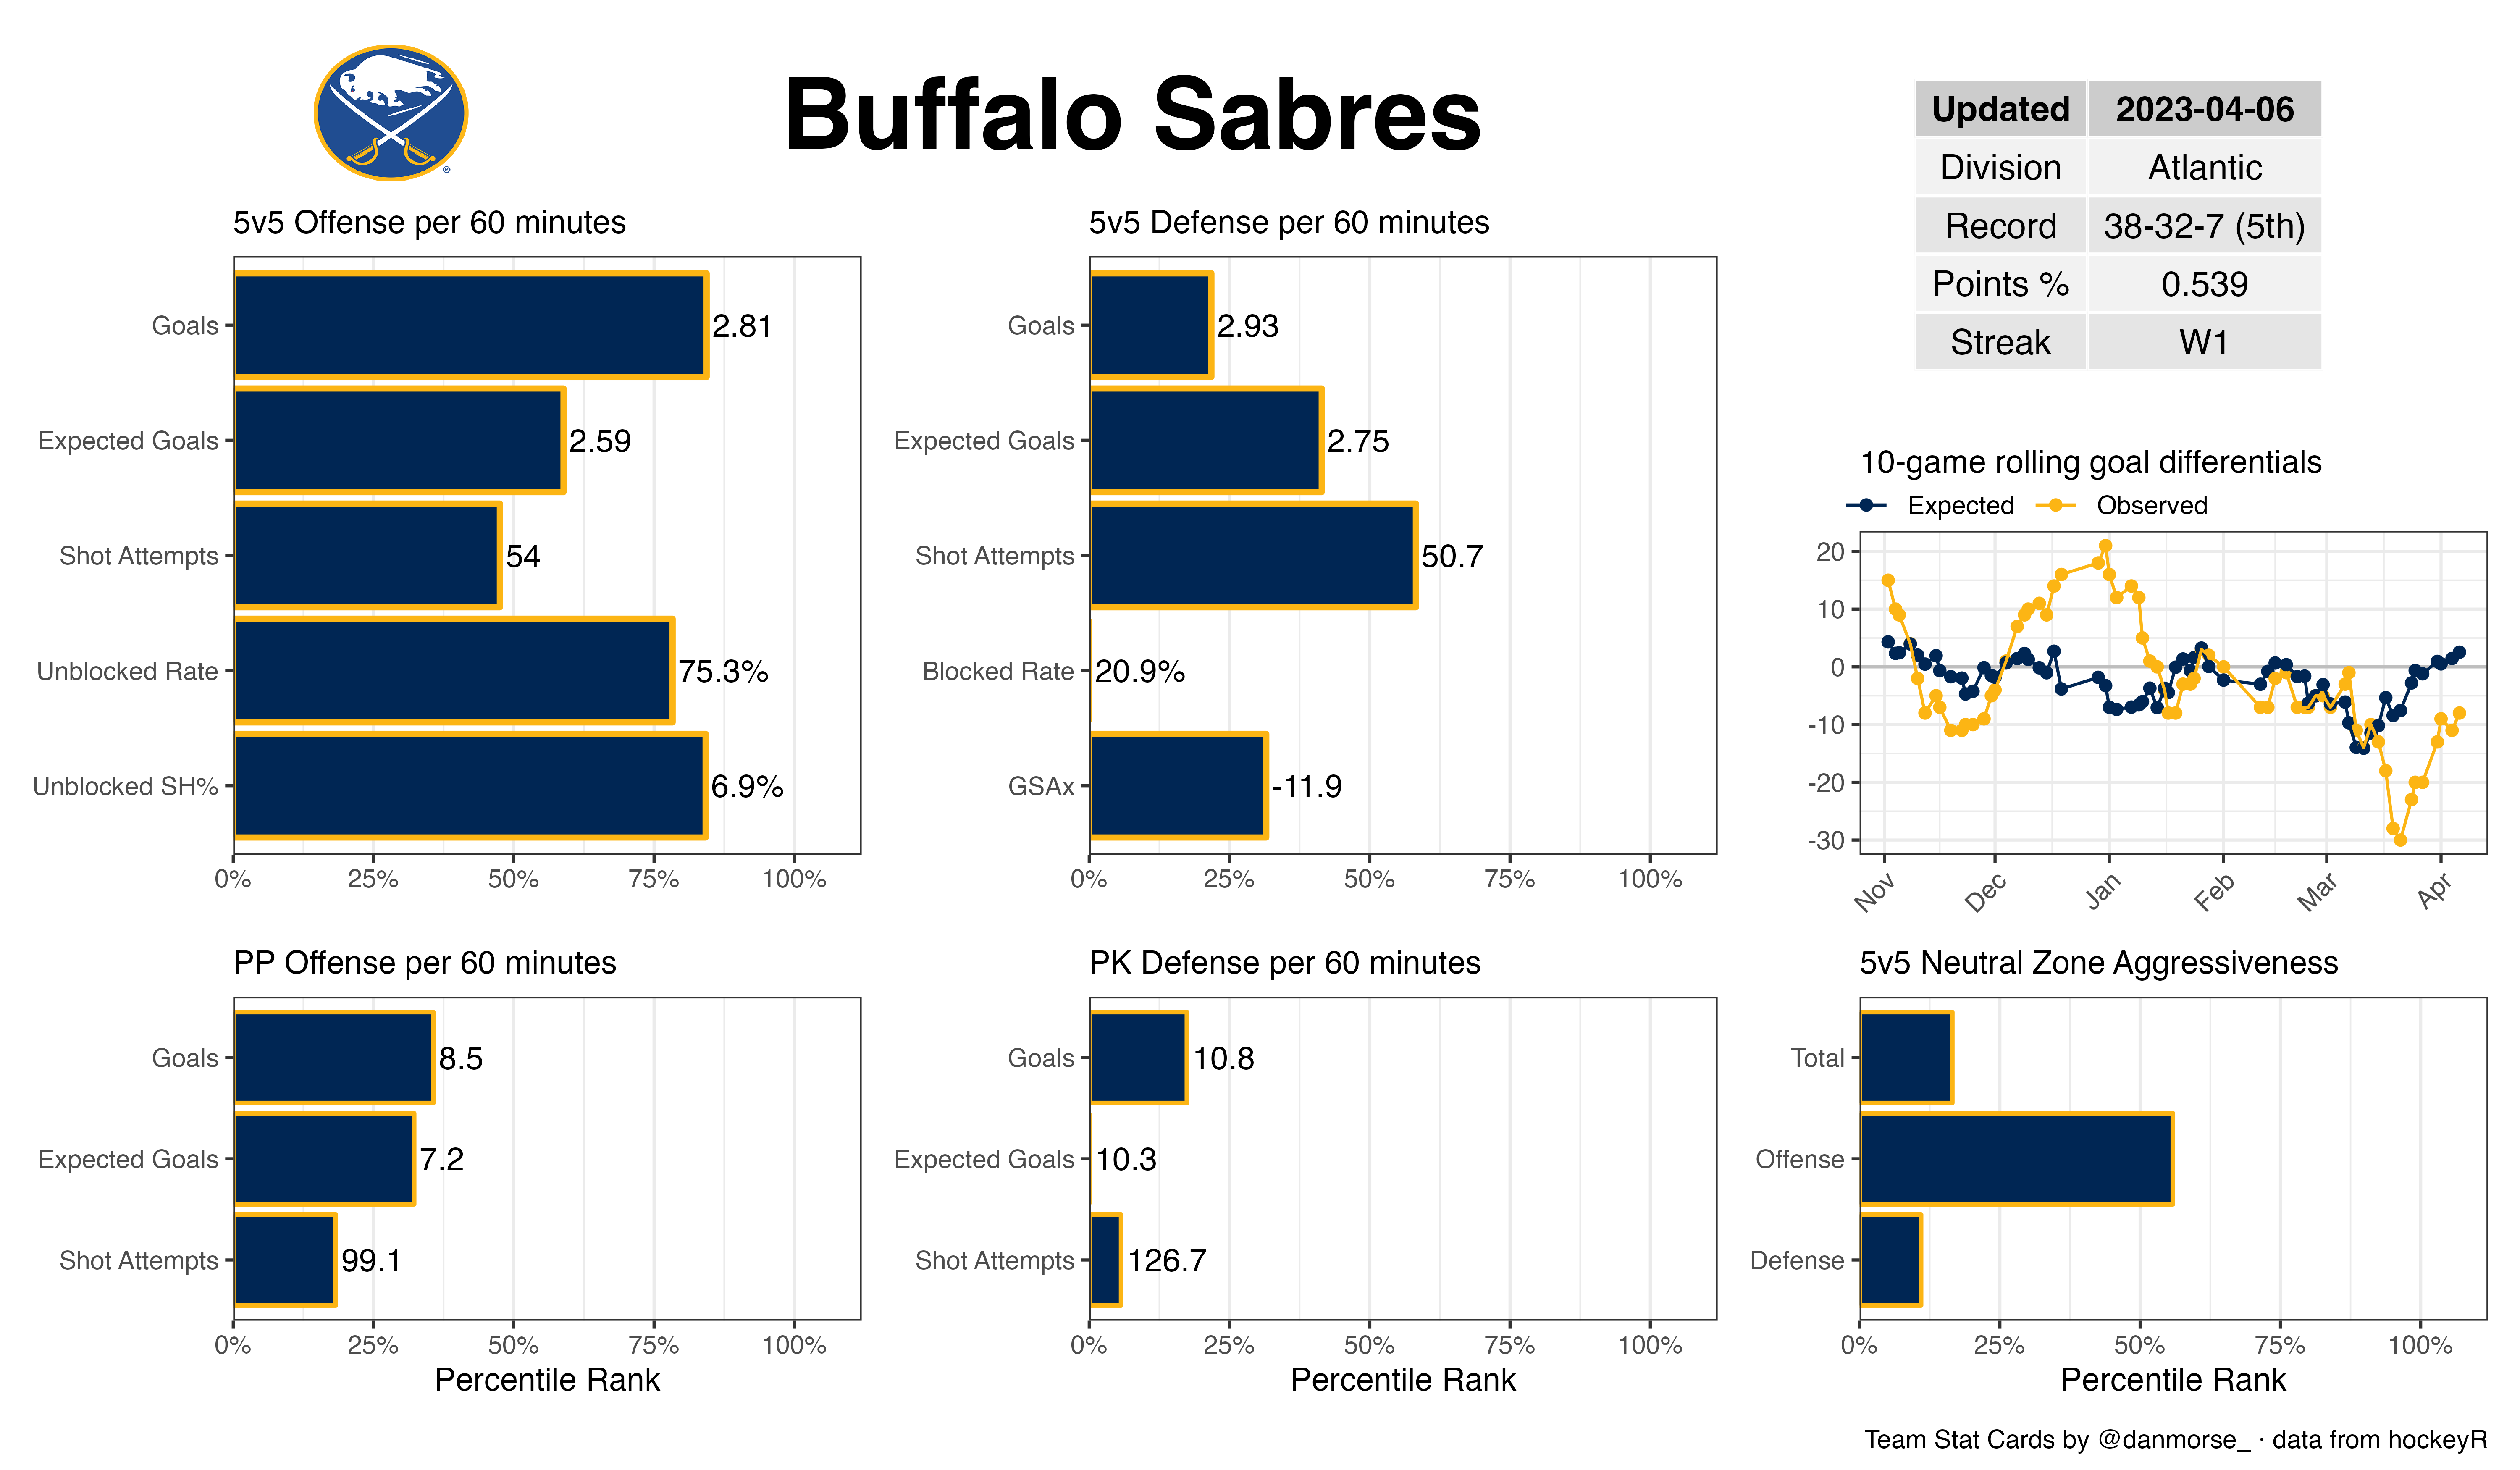 Buffalo Sabres
®
Updated 2023-04-06
Division Atlantic
Record 38-32-7 (5th)
Points % 0.539
Streak W1
5v5 Offense per 60 minutes
Goals 2.81
Expected Goals 2.59
Shot Attempts 54
Unblocked Rate 75.3%
Unblocked SH% 6.9%
0% 25% 50% 75% 100%
5v5 Defense per 60 minutes
Goals 2.93
Expected Goals 2.75
Shot Attempts 50.7
Blocked Rate 20.9%
GSAx -11.9
0% 25% 50% 75% 100%
10-game rolling goal differentials
Expected Observed
20
10
0
-10
-20
-30
Nov Dec Jan Feb Mar Apr
PP Offense per 60 minutes
Goals 8.5
Expected Goals 7.2
Shot Attempts 99.1
0% 25% 50% 75% 100%
Percentile Rank
PK Defense per 60 minutes
Goals 10.8
Expected Goals 10.3
Shot Attempts 126.7
0% 25% 50% 75% 100%
Percentile Rank
5v5 Neutral Zone Aggressiveness
Total
Offense
Defense
0% 25% 50% 75% 100%
Percentile Rank
Team Stat Cards by @danmorse_ · data from hockeyR